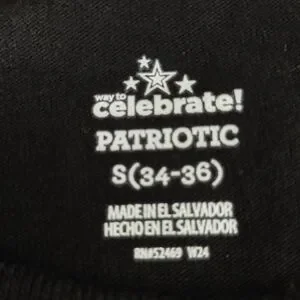 way to
celebrate!
PATRIOTIC
S(34-36)
MADE IN EL SALVADOR
HECHO EN EL SALVADOR
RN#52469 W24